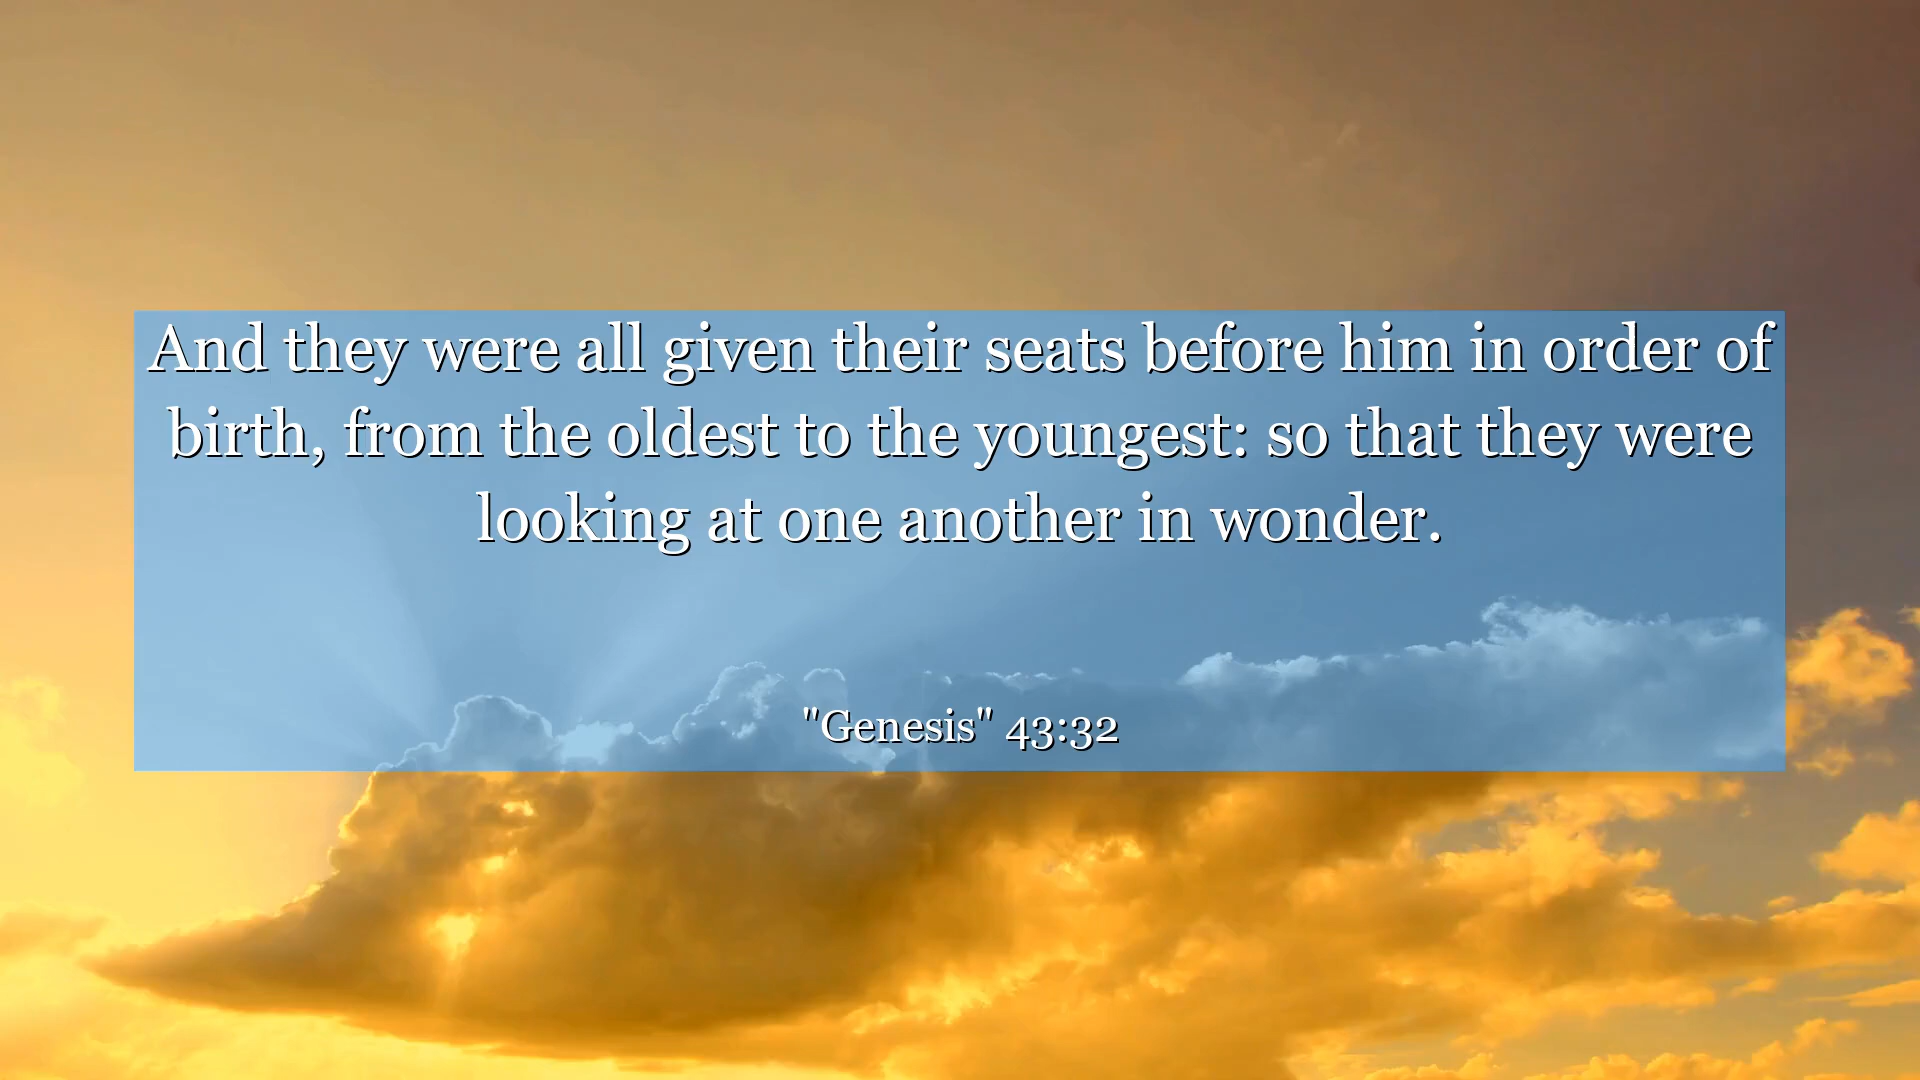 And they were all given their seats before him in order of
birth, from the oldest to the youngest: so that they were
looking at one another in wonder.
"Genesis" 43:32